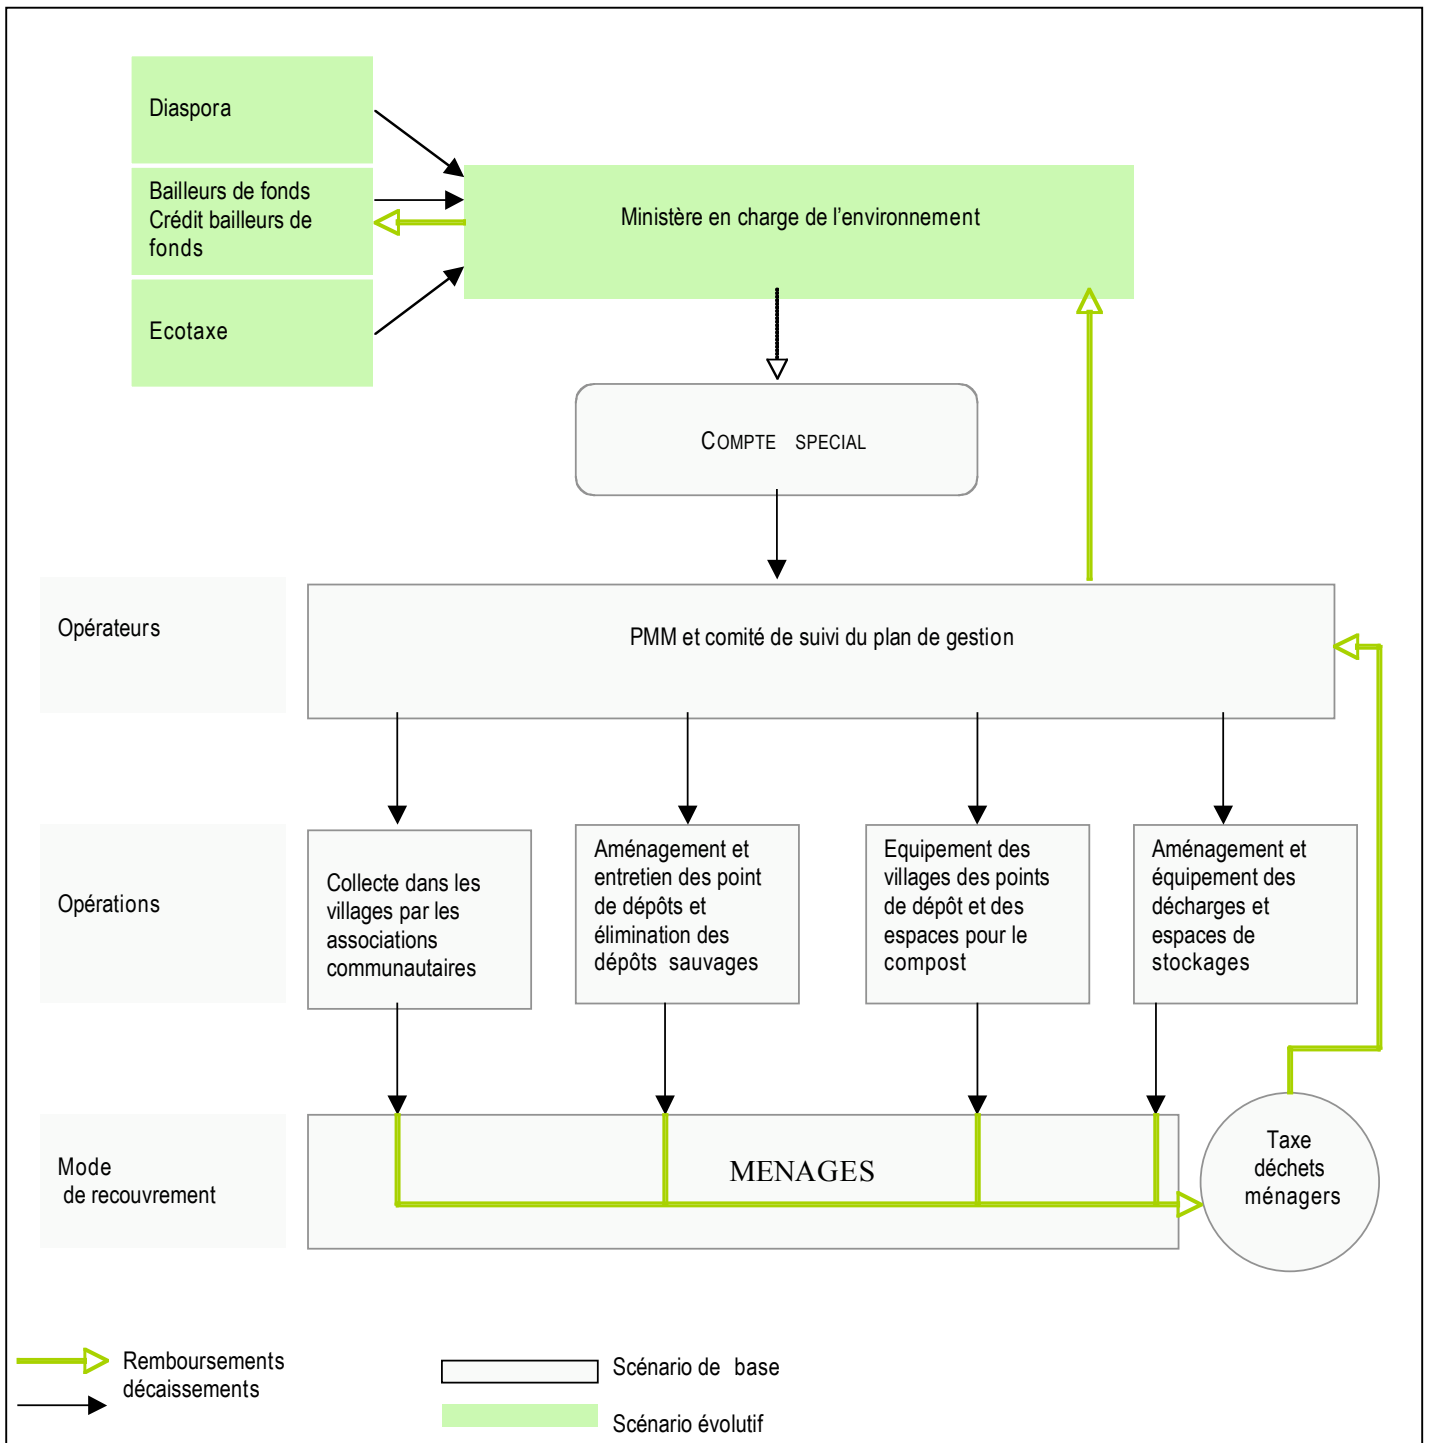 Diaspora
Bailleurs de fonds
Crédit bailleurs de
fonds
Ecotaxe
Ministère en charge de l'environnement
COMPTE SPECIAL
Opérateurs
PMM et comité de suivi du plan de gestion
Opérations
Collecte dans les
villages par les
associations
communautaires
Aménagement et
entretien des point
de dépôts et
élimination des
dépôts sauvages
Equipement des
villages des points
de dépôt et des
espaces pour le
compost
Aménagement et
équipement des
décharges et
espaces de
stockages
Mode
de recouvrement
MENAGES
Taxe
déchets
ménagers
Remboursements
décaissements
Scénario de base
Scénario évolutif